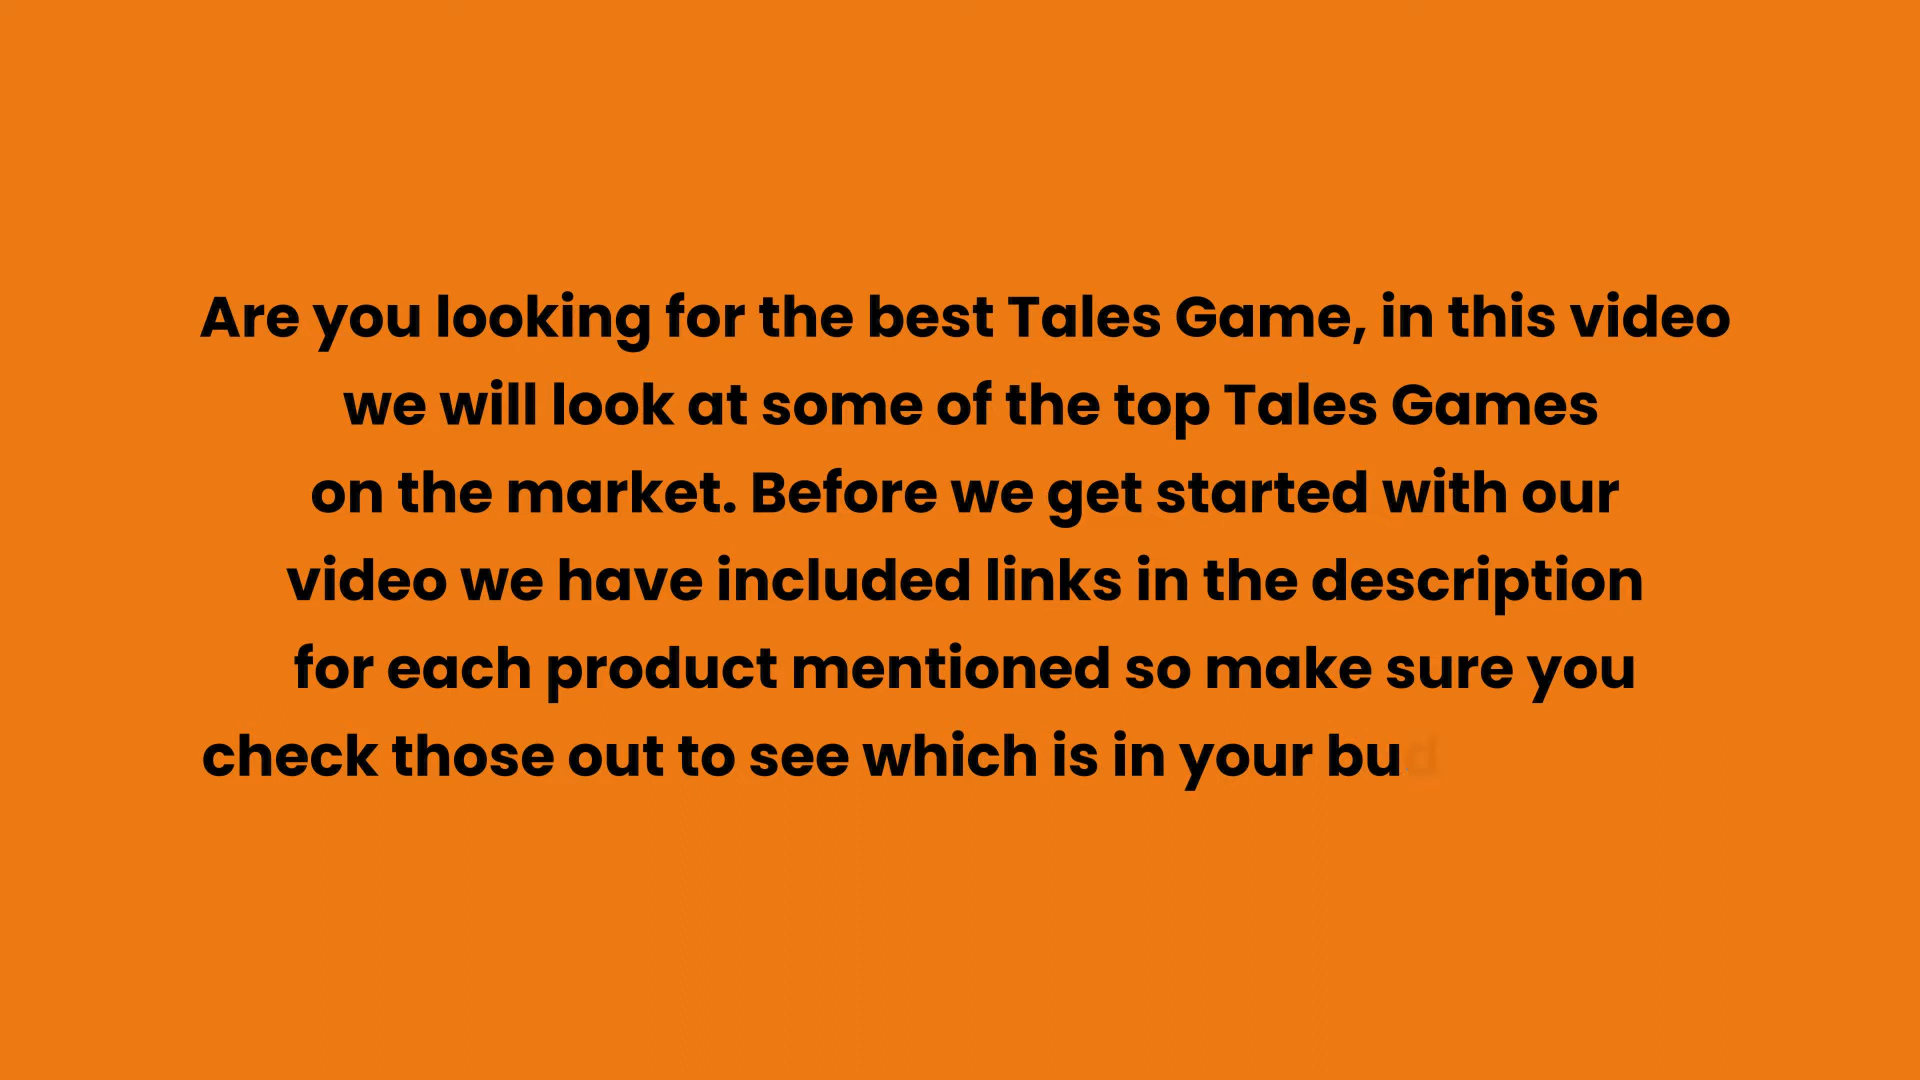 Are you looking for the best Tales Game, in this video
we will look at some of the top Tales Games
on the market. Before we get started with our
video we have included links in the description
for each product mentioned so make sure you
check those out to see which is in your bud